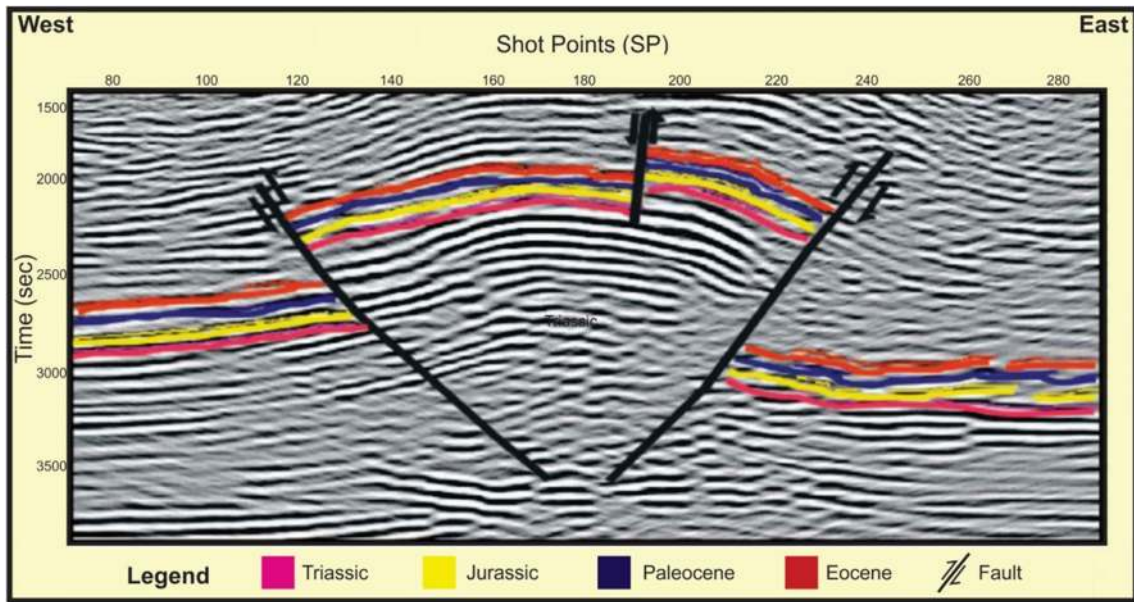 West East
Shot Points (SP)
80 100 120 140 160 180 200 220 240 260 280
Time (sec)
1500
2000
2500
3000
3500
Triassic
Legend Triassic Jurassic Paleocene Eocene Fault